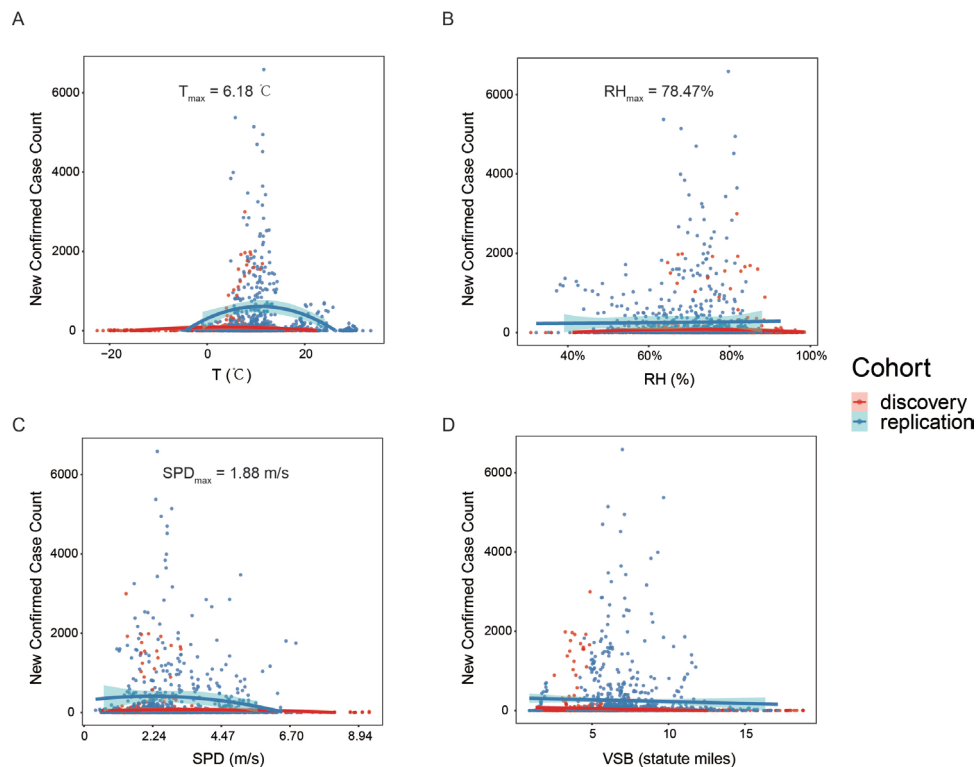 A
New Confirmed Case Count
6000
4000
2000
0
Tmax = 6.18 ℃
−20
0
20
T (℃)
B
New Confirmed Case Count
6000
4000
2000
0
RHmax = 78.47%
40%
60%
80%
100%
RH (%)
Cohort
discovery
replication
C
New Confirmed Case Count
6000
4000
2000
0
SPDmax = 1.88 m/s
0
2.24
4.47
6.70
8.94
SPD (m/s)
D
New Confirmed Case Count
6000
4000
2000
0
5
10
15
VSB (statute miles)